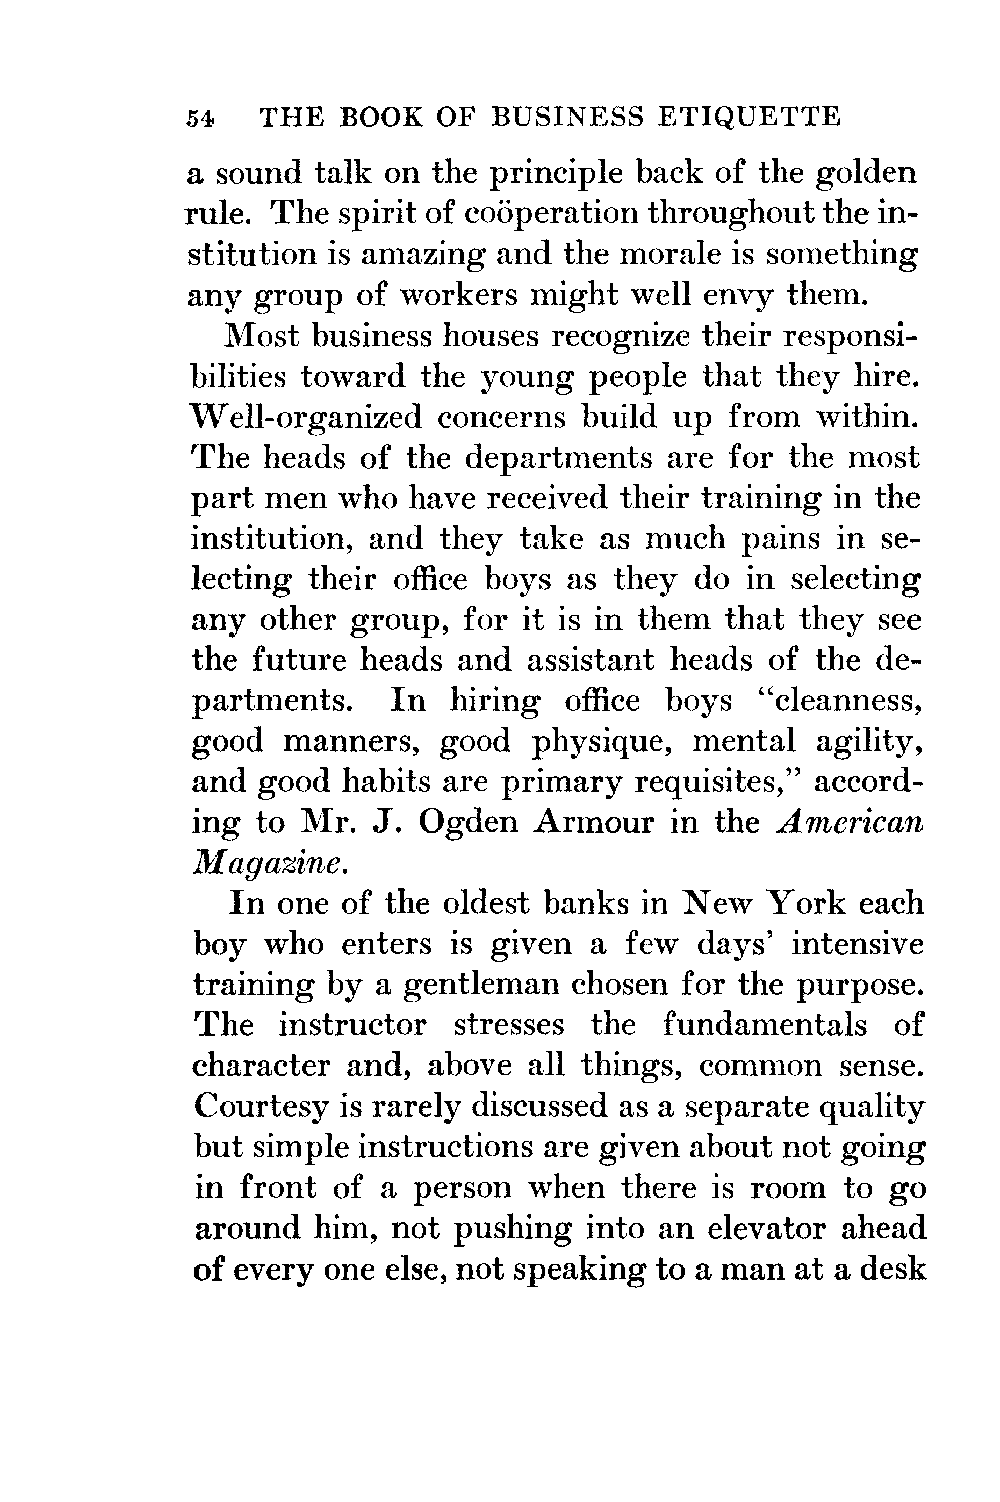 54 THE BOOK OF BUSINESS ETIQUETTE
a sound talk on the principle back of the golden
rule. The spirit of coöperation throughout the in-
stitution is amazing and the morale is something
any group of workers might well envy them.
Most business houses recognize their responsi-
bilities toward the young people that they hire.
Well-organized concerns build up from within.
The heads of the departments are for the most
part men who have received their training in the
institution, and they take as much pains in se-
lecting their office boys as they do in selecting
any other group, for it is in them that they see
the future heads and assistant heads of the de-
partments. In hiring office boys “cleanness,
good manners, good physique, mental agility,
and good habits are primary requisites,” accord-
ing to Mr. J. Ogden Armour in the American
Magazine.
In one of the oldest banks in New York each
boy who enters is given a few days’ intensive
training by a gentleman chosen for the purpose.
The instructor stresses the fundamentals of
character and, above all things, common sense.
Courtesy is rarely discussed as a separate quality
but simple instructions are given about not going
in front of a person when there is room to go
around him, not pushing into an elevator ahead
of every one else, not speaking to a man at a desk